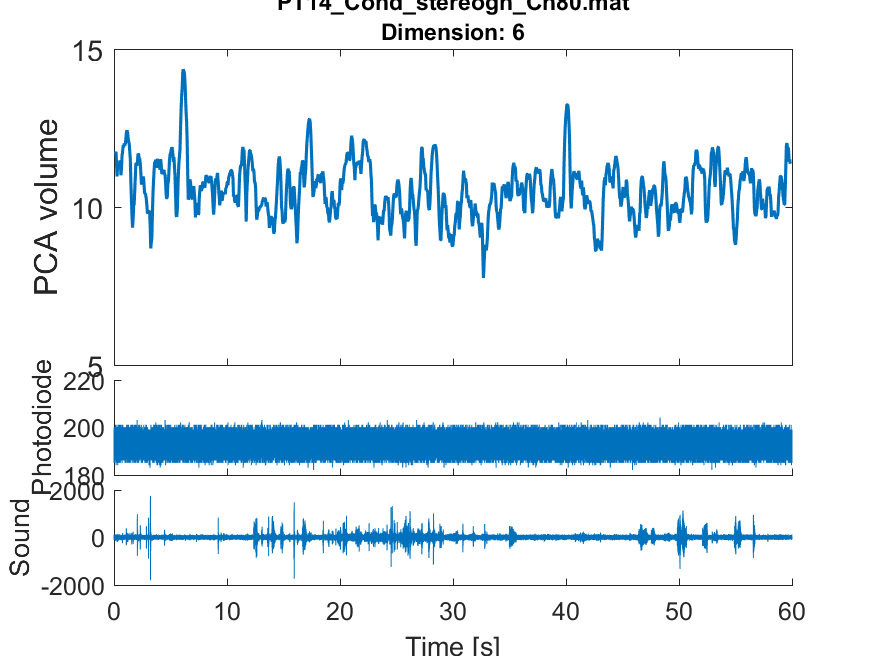 PT14_Cond_stereogn_Ch80.mat
Dimension: 6
15
10
5
PCA volume
220
200
180
Photodiode
2000
0
-2000
Sound
0 10 20 30 40 50 60
Time [s]